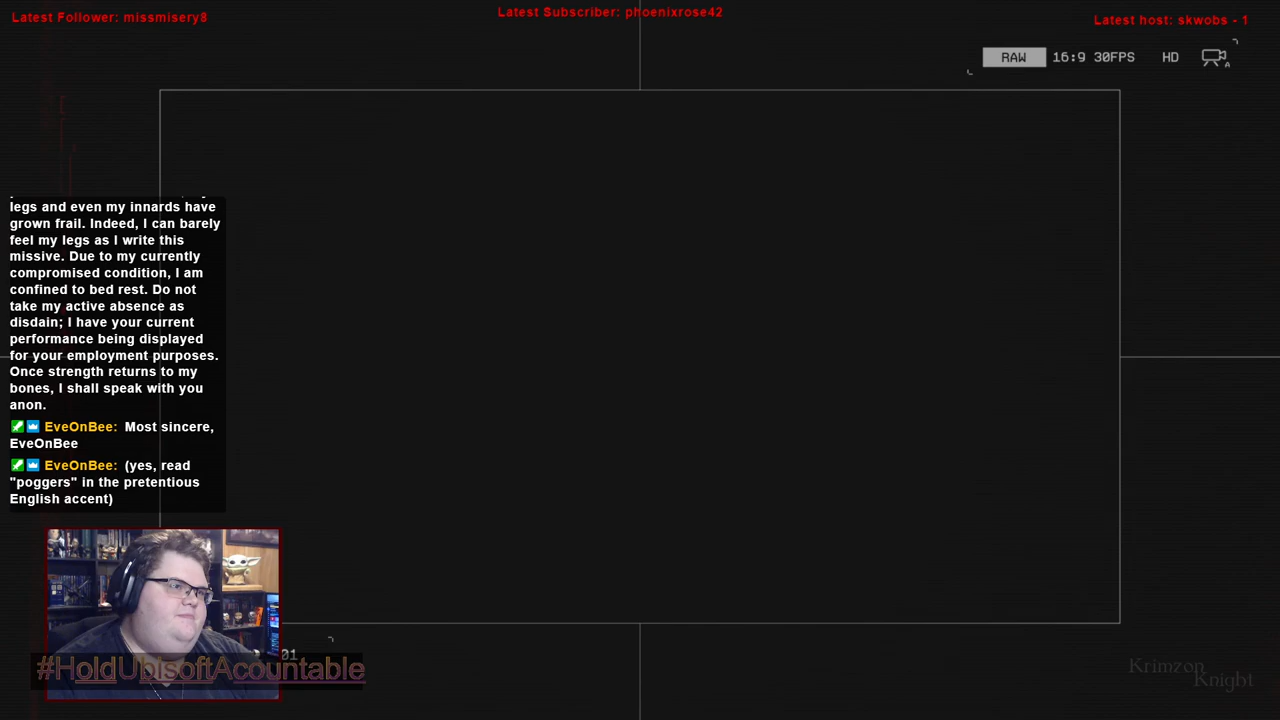 Latest Follower: missmisery8
Latest Subscriber: phoenixrose42
Latest host: skwobs - 1
RAW 16:9 30FPS HD
A
legs and even my innards have
grown frail. Indeed, I can barely
feel my legs as I write this
missive. Due to my currently
compromised condition, I am
confined to bed rest. Do not
take my active absence as
disdain; I have your current
performance being displayed
for your employment purposes.
Once strength returns to my
bones, I shall speak with you
anon.
EveOnBee: Most sincere,
EveOnBee
EveOnBee: (yes, read
"poggers" in the pretentious
English accent)
01
#HoldUbisoftAcountable
Krimzon
Knight